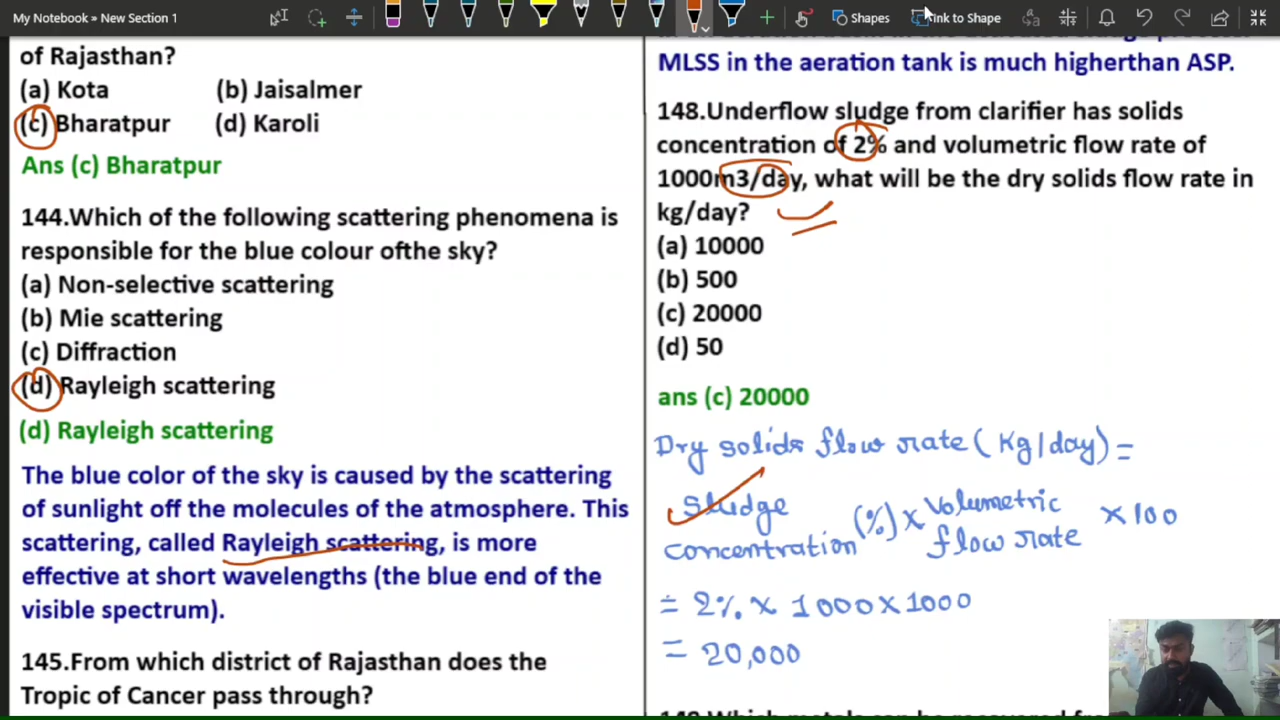 My Notebook » New Section 1
Shapes
Ink to Shape
of Rajasthan?
(a) Kota (b) Jaisalmer
(c) Bharatpur (d) Karoli
Ans (c) Bharatpur
144.Which of the following scattering phenomena is
responsible for the blue colour ofthe sky?
(a) Non-selective scattering
(b) Mie scattering
(c) Diffraction
(d) Rayleigh scattering
(d) Rayleigh scattering
The blue color of the sky is caused by the scattering
of sunlight off the molecules of the atmosphere. This
scattering, called Rayleigh scattering, is more
effective at short wavelengths (the blue end of the
visible spectrum).
145.From which district of Rajasthan does the
Tropic of Cancer pass through?
MLSS in the aeration tank is much higherthan ASP.
148.Underflow sludge from clarifier has solids
concentration of 2% and volumetric flow rate of
1000m3/day, what will be the dry solids flow rate in
kg/day?
(a) 10000
(b) 500
(c) 20000
(d) 50
ans (c) 20000
Dry solids flow rate (Kg/day) =
Sludge concentration (%) x Volumetric flow rate x 100
= 2% x 1000 x 1000
= 20,000